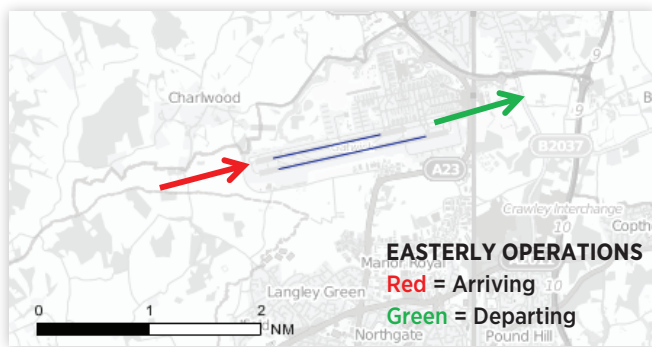 9
Charlwood
9
B
B2037
A23
Crawley Interchange
10
Copth
EASTERLY OPERATIONS
Manor Royal
Red = Arriving
10
Langley Green
0 1 2
NM
Green = Departing
Northgate
Pound Hill